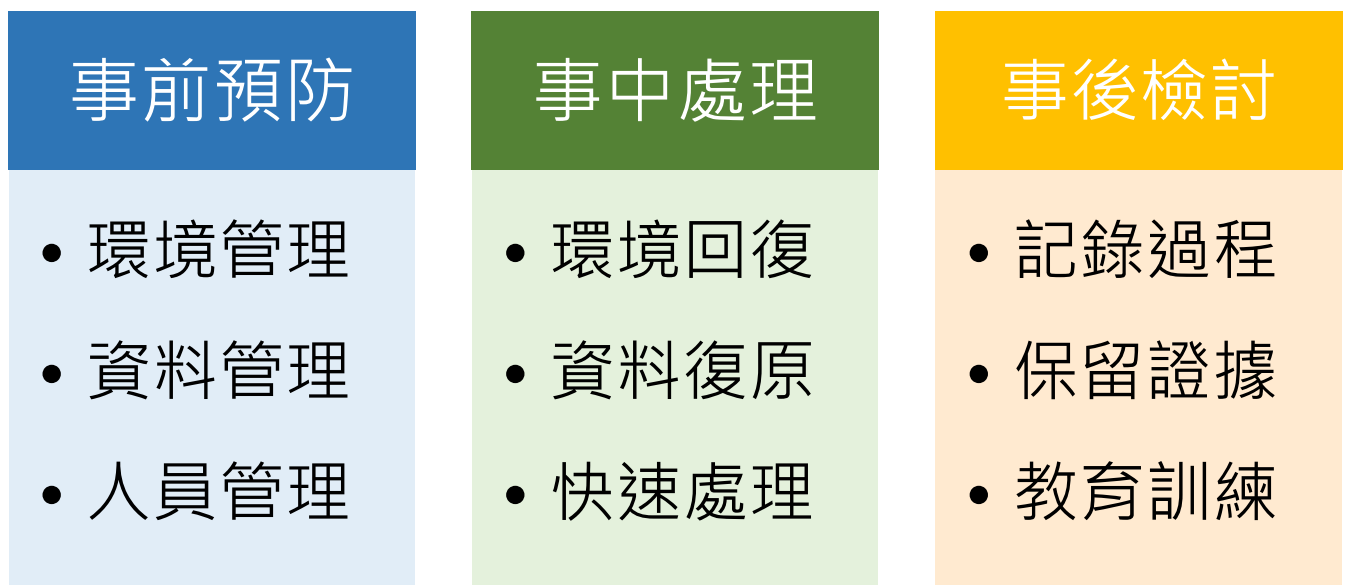 事前預防
• 環境管理
• 資料管理
• 人員管理
事中處理
• 環境回復
• 資料復原
• 快速處理
事後檢討
• 記錄過程
• 保留證據
• 教育訓練